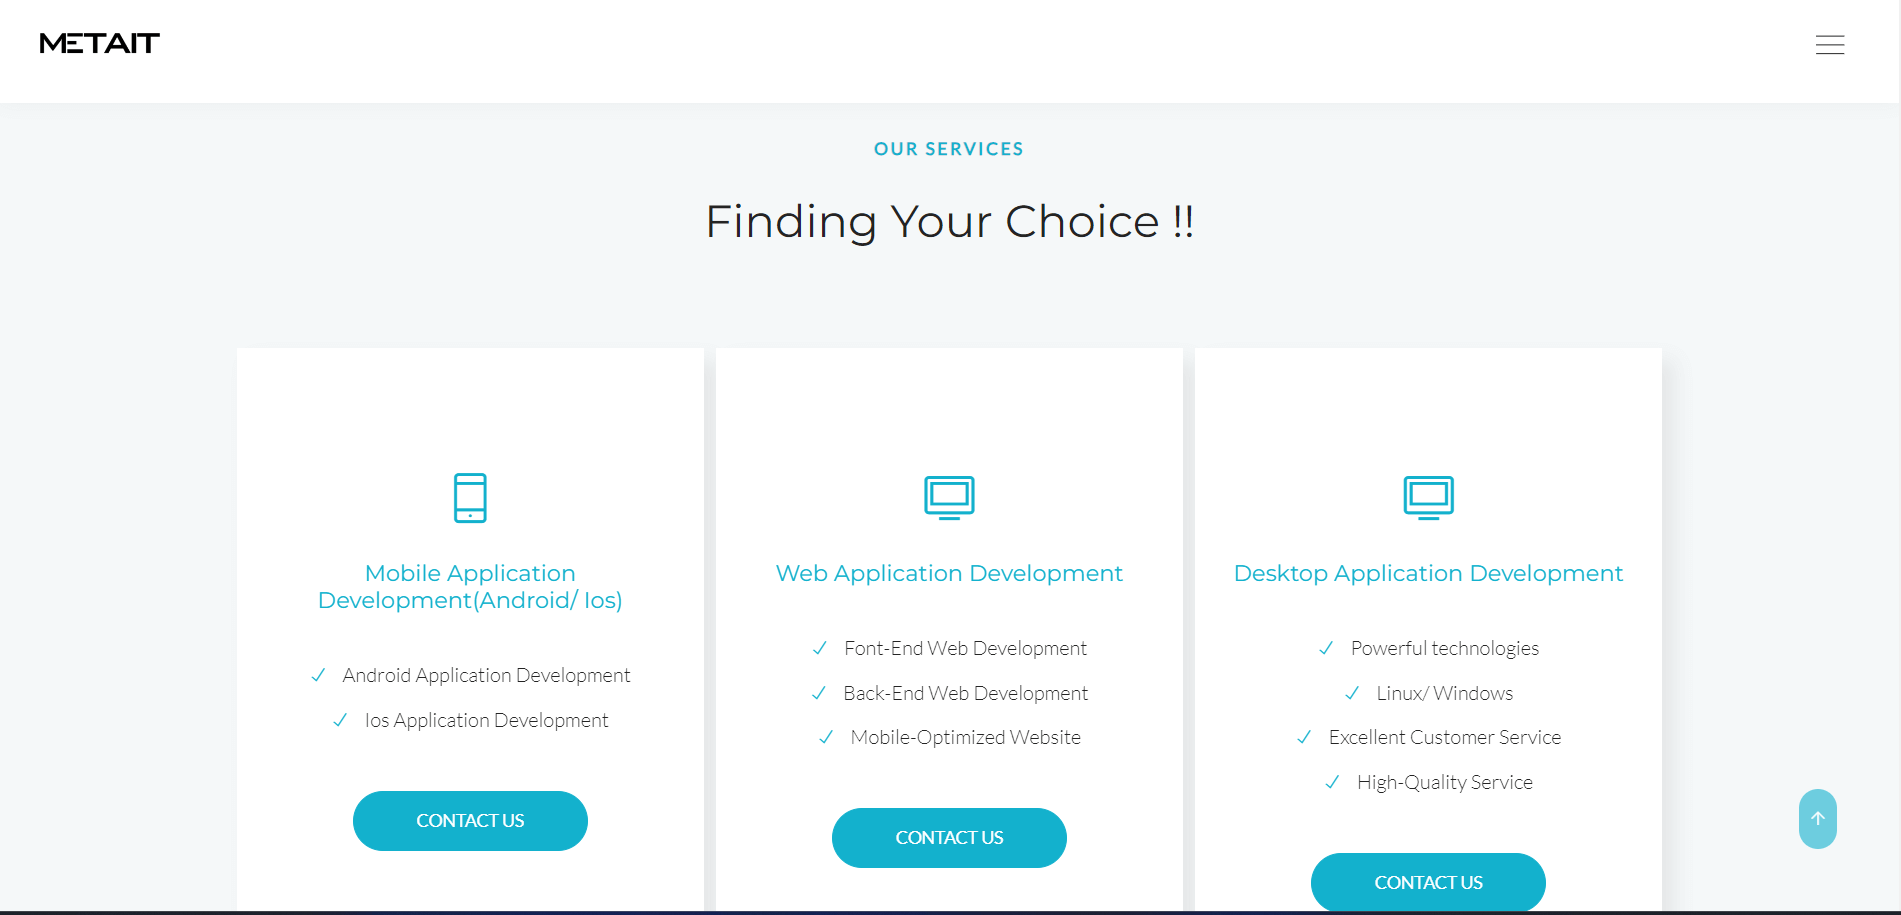 METAIT
OUR SERVICES
Finding Your Choice !!
Mobile Application
Development(Android/ Ios)
Android Application Development
Ios Application Development
CONTACT US
Web Application Development
Font-End Web Development
Back-End Web Development
Mobile-Optimized Website
CONTACT US
Desktop Application Development
Powerful technologies
Linux/ Windows
Excellent Customer Service
High-Quality Service
CONTACT US